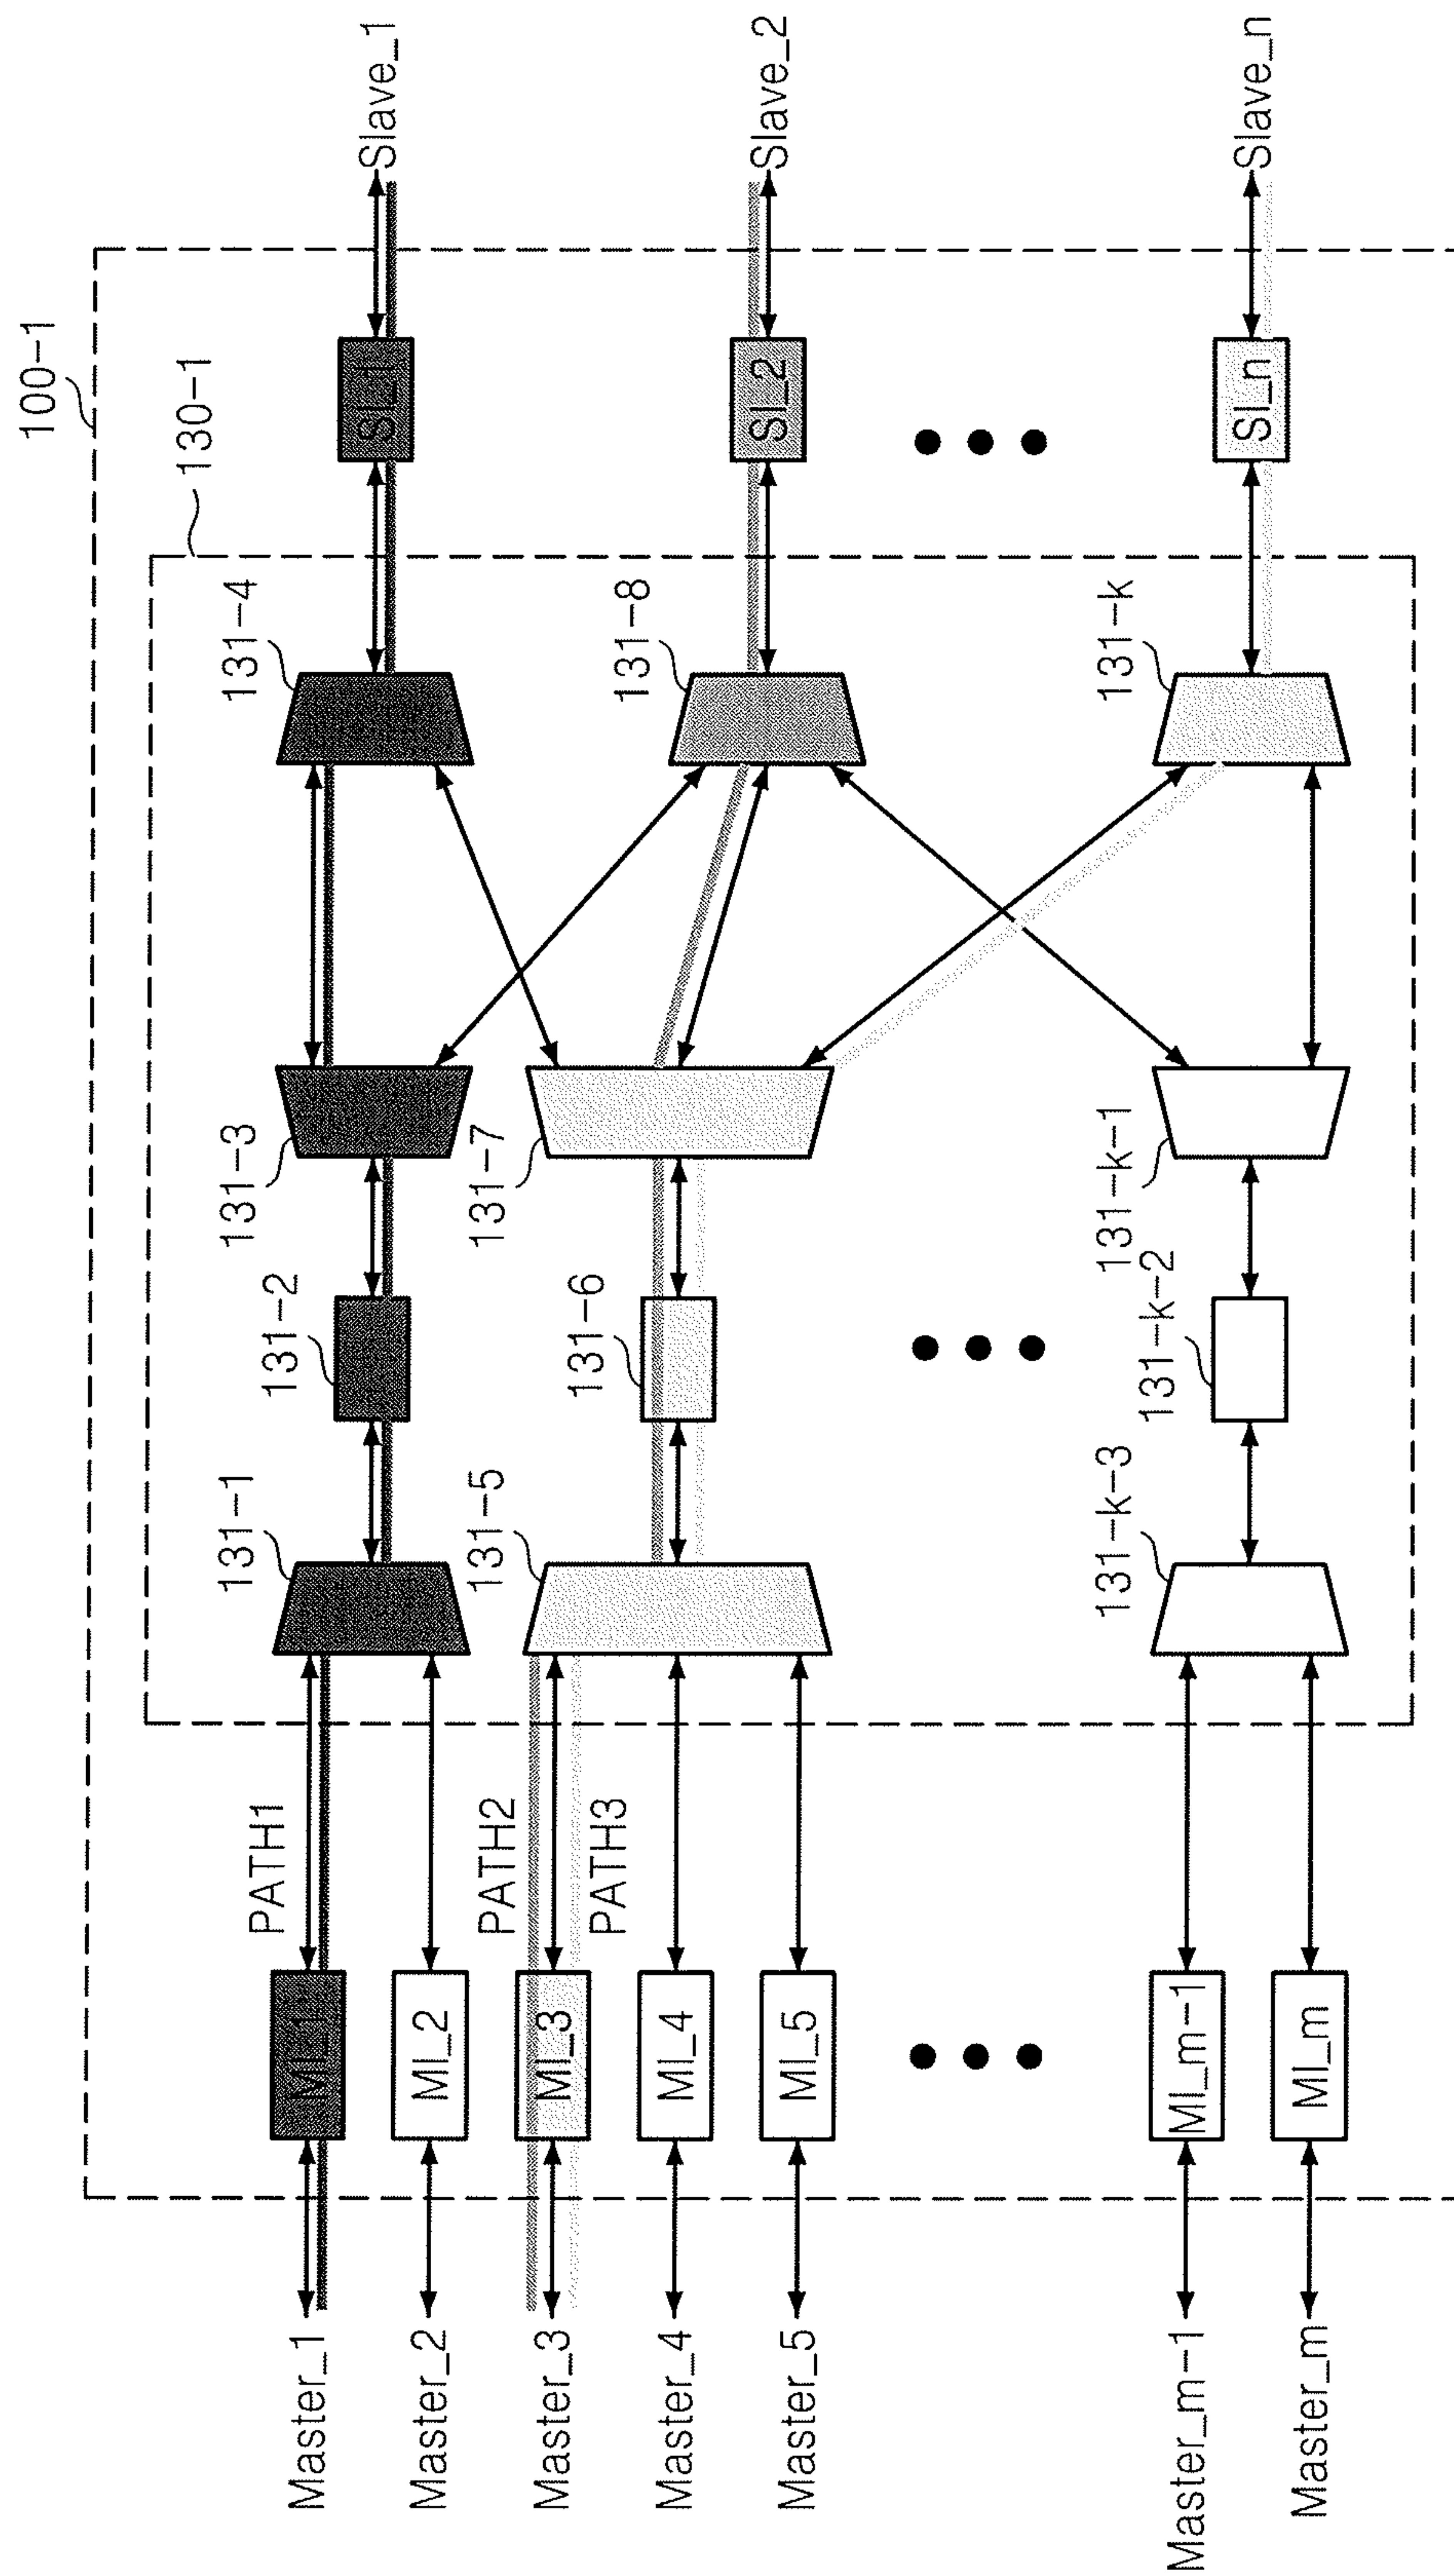 100-1
130-1
Master_1
MI_1
PATH1
131-1
131-2
131-3
131-4
SI_1
Slave_1
Master_2
MI_2
Master_3
MI_3
PATH2
PATH3
131-5
131-6
131-7
131-8
SI_2
Slave_2
Master_4
MI_4
Master_5
MI_5
Master_m-1
MI_m-1
Master_m
MI_m
131-k-3
131-k-2
131-k-1
131-k
SI_n
Slave_n